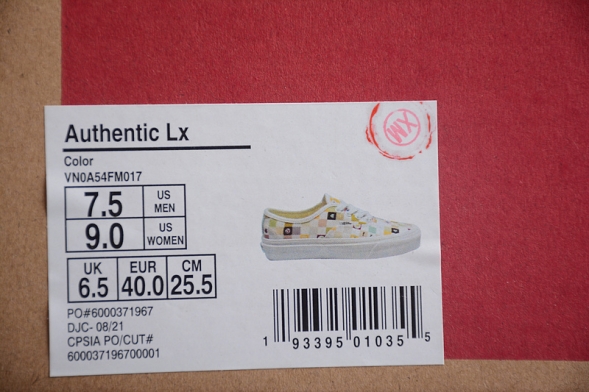 Authentic Lx
Color
VN0A54FM017
7.5 US MEN
9.0 US WOMEN
UK 6.5 EUR 40.0 CM 25.5
PO#6000371967
DJC- 08/21
CPSIA PO/CUT#
600037196700001
1 93395 01035 5
WX